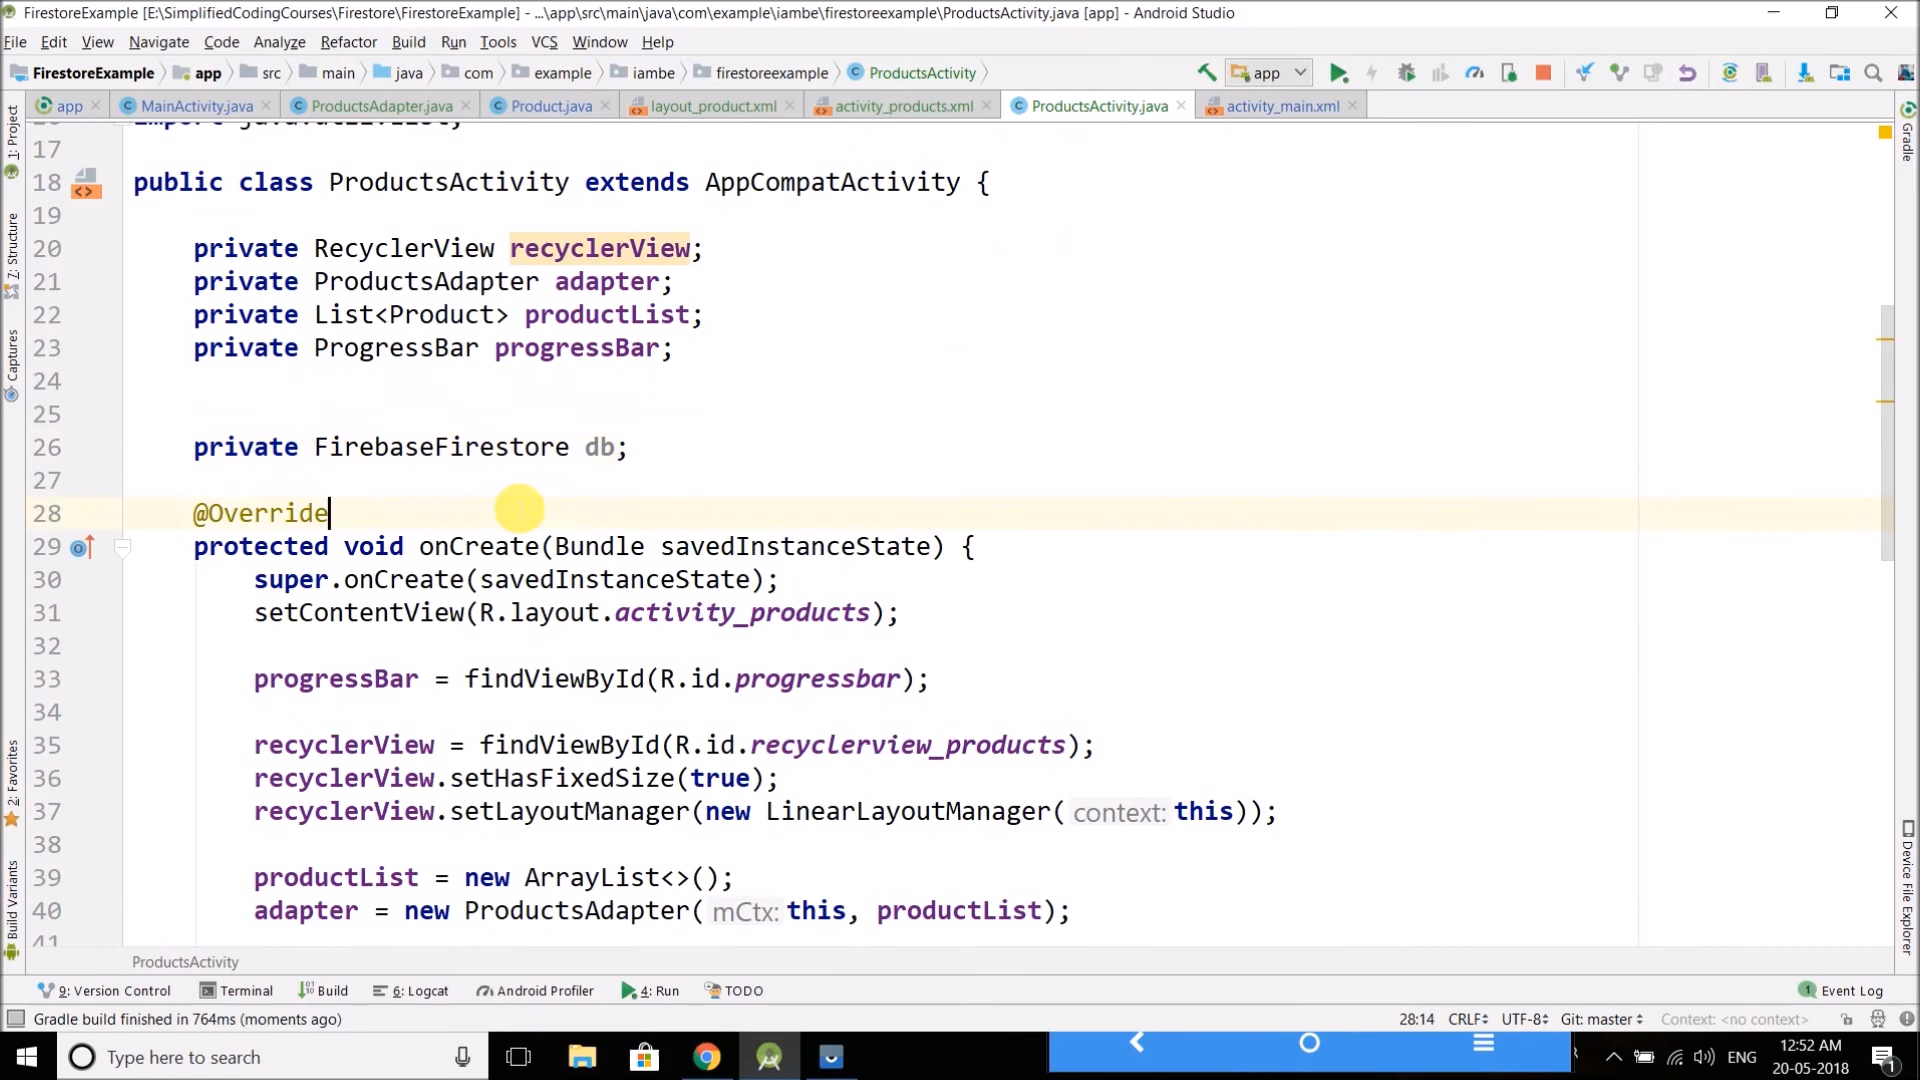 FirestoreExample [E:\SimplifiedCodingCourses\Firestore\FirestoreExample] - ...\app\src\main\java\com\example\iambe\firestoreexample\ProductsActivity.java [app] - Android Studio
File Edit View Navigate Code Analyze Refactor Build Run Tools VCS Window Help
FirestoreExample app src main java com example iambe firestoreexample ProductsActivity app
app MainActivity.java ProductsAdapter.java Product.java layout_product.xml activity_products.xml ProductsActivity.java activity_main.xml
1: Project
7: Structure
Captures
2: Favorites
Build Variants
Gradle
Device File Explorer
17
18 public class ProductsActivity extends AppCompatActivity {
19
20 private RecyclerView recyclerView;
21 private ProductsAdapter adapter;
22 private List<Product> productList;
23 private ProgressBar progressBar;
24
25
26 private FirebaseFirestore db;
27
28 @Override
29 protected void onCreate(Bundle savedInstanceState) {
30 super.onCreate(savedInstanceState);
31 setContentView(R.layout.activity_products);
32
33 progressBar = findViewById(R.id.progressbar);
34
35 recyclerView = findViewById(R.id.recyclerview_products);
36 recyclerView.setHasFixedSize(true);
37 recyclerView.setLayoutManager(new LinearLayoutManager( context: this));
38
39 productList = new ArrayList<>();
40 adapter = new ProductsAdapter( mCtx: this, productList);
41
ProductsActivity
9: Version Control Terminal Build 6: Logcat Android Profiler 4: Run TODO 1 Event Log
Gradle build finished in 764ms (moments ago) 28:14 CRLF UTF-8 Git: master Context: <no context>
Type here to search ENG 12:52 AM
20-05-2018 1